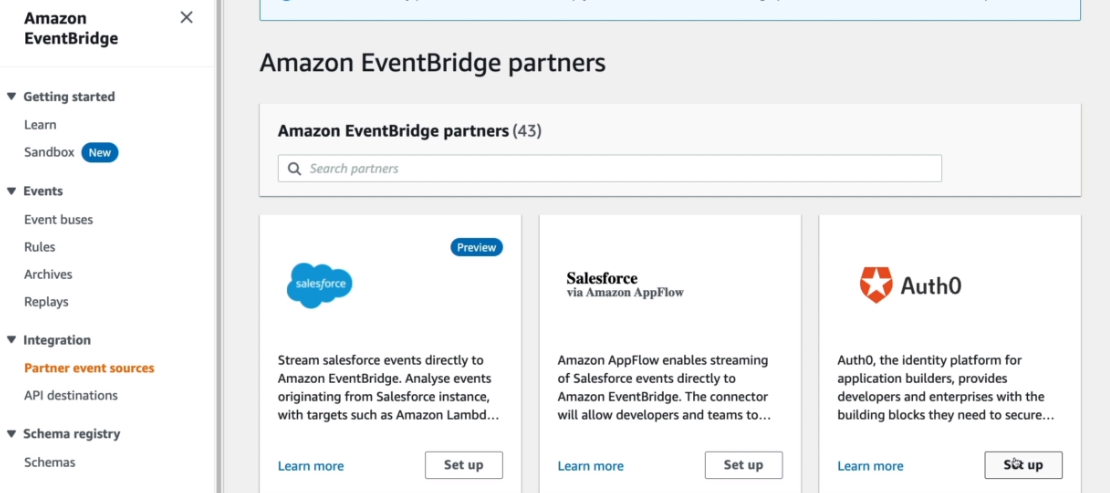 Amazon
EventBridge
Getting started
Learn
Sandbox New
Events
Event buses
Rules
Archives
Replays
Integration
Partner event sources
API destinations
Schema registry
Schemas
Amazon EventBridge partners
Amazon EventBridge partners (43)
Search partners
Preview
salesforce
Stream salesforce events directly to
Amazon EventBridge. Analyse events
originating from Salesforce instance,
with targets such as Amazon Lambd...
Learn more
Set up
Salesforce
via Amazon AppFlow
Amazon AppFlow enables streaming
of Salesforce events directly to
Amazon EventBridge. The connector
will allow developers and teams to...
Learn more
Set up
Auth0
Auth0, the identity platform for
application builders, provides
developers and enterprises with the
building blocks they need to secure...
Learn more
Set up